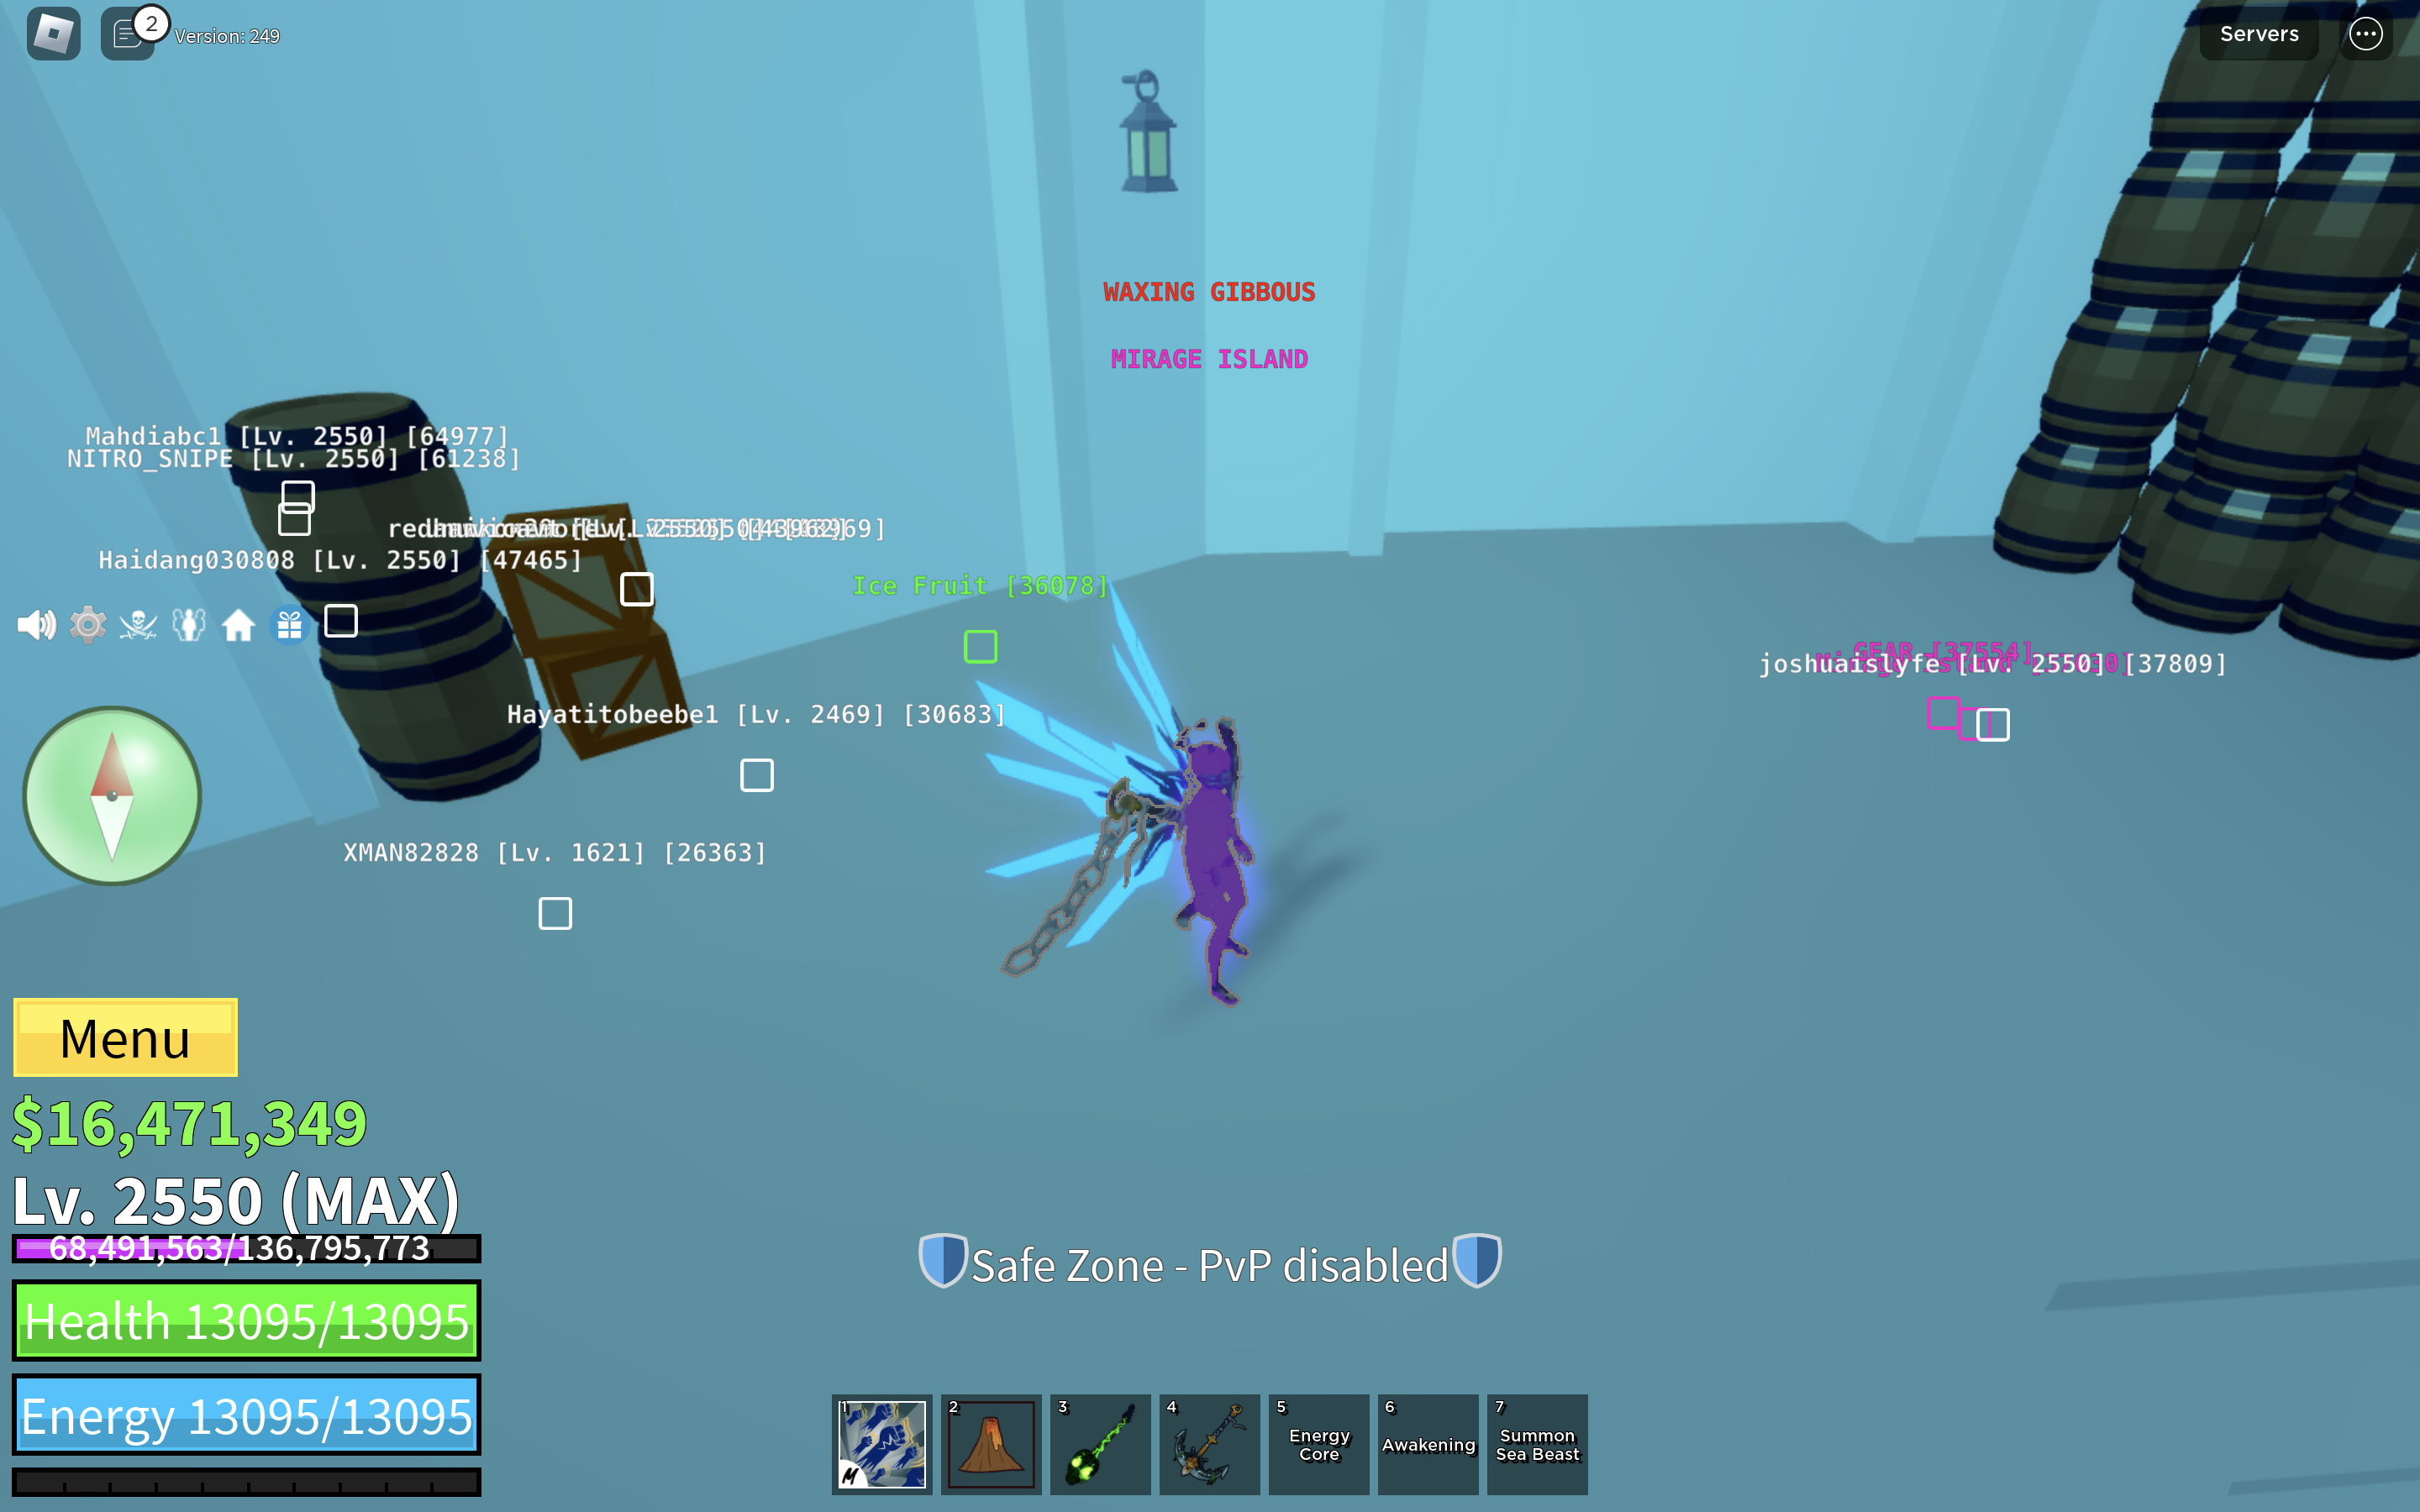 2
Version: 249
Servers
WAXING GIBBOUS
MIRAGE ISLAND
Mahdiabc1 [Lv. 2550] [64977]
NITRO_SNIPE [Lv. 2550] [61238]
Haidang030808 [Lv. 2550] [47465]
Ice Fruit [36078]
GEAR [37554]
joshuaislyfe [Lv. 2550] [37809]
Hayatitobeebe1 [Lv. 2469] [30683]
XMAN82828 [Lv. 1621] [26363]
Menu
$16,471,349
Lv. 2550 (MAX)
68,491,563/136,795,773
Safe Zone - PvP disabled
Health 13095/13095
Energy 13095/13095
1
2
3
4
5
Energy
Core
6
Awakening
7
Summon
Sea Beast
M